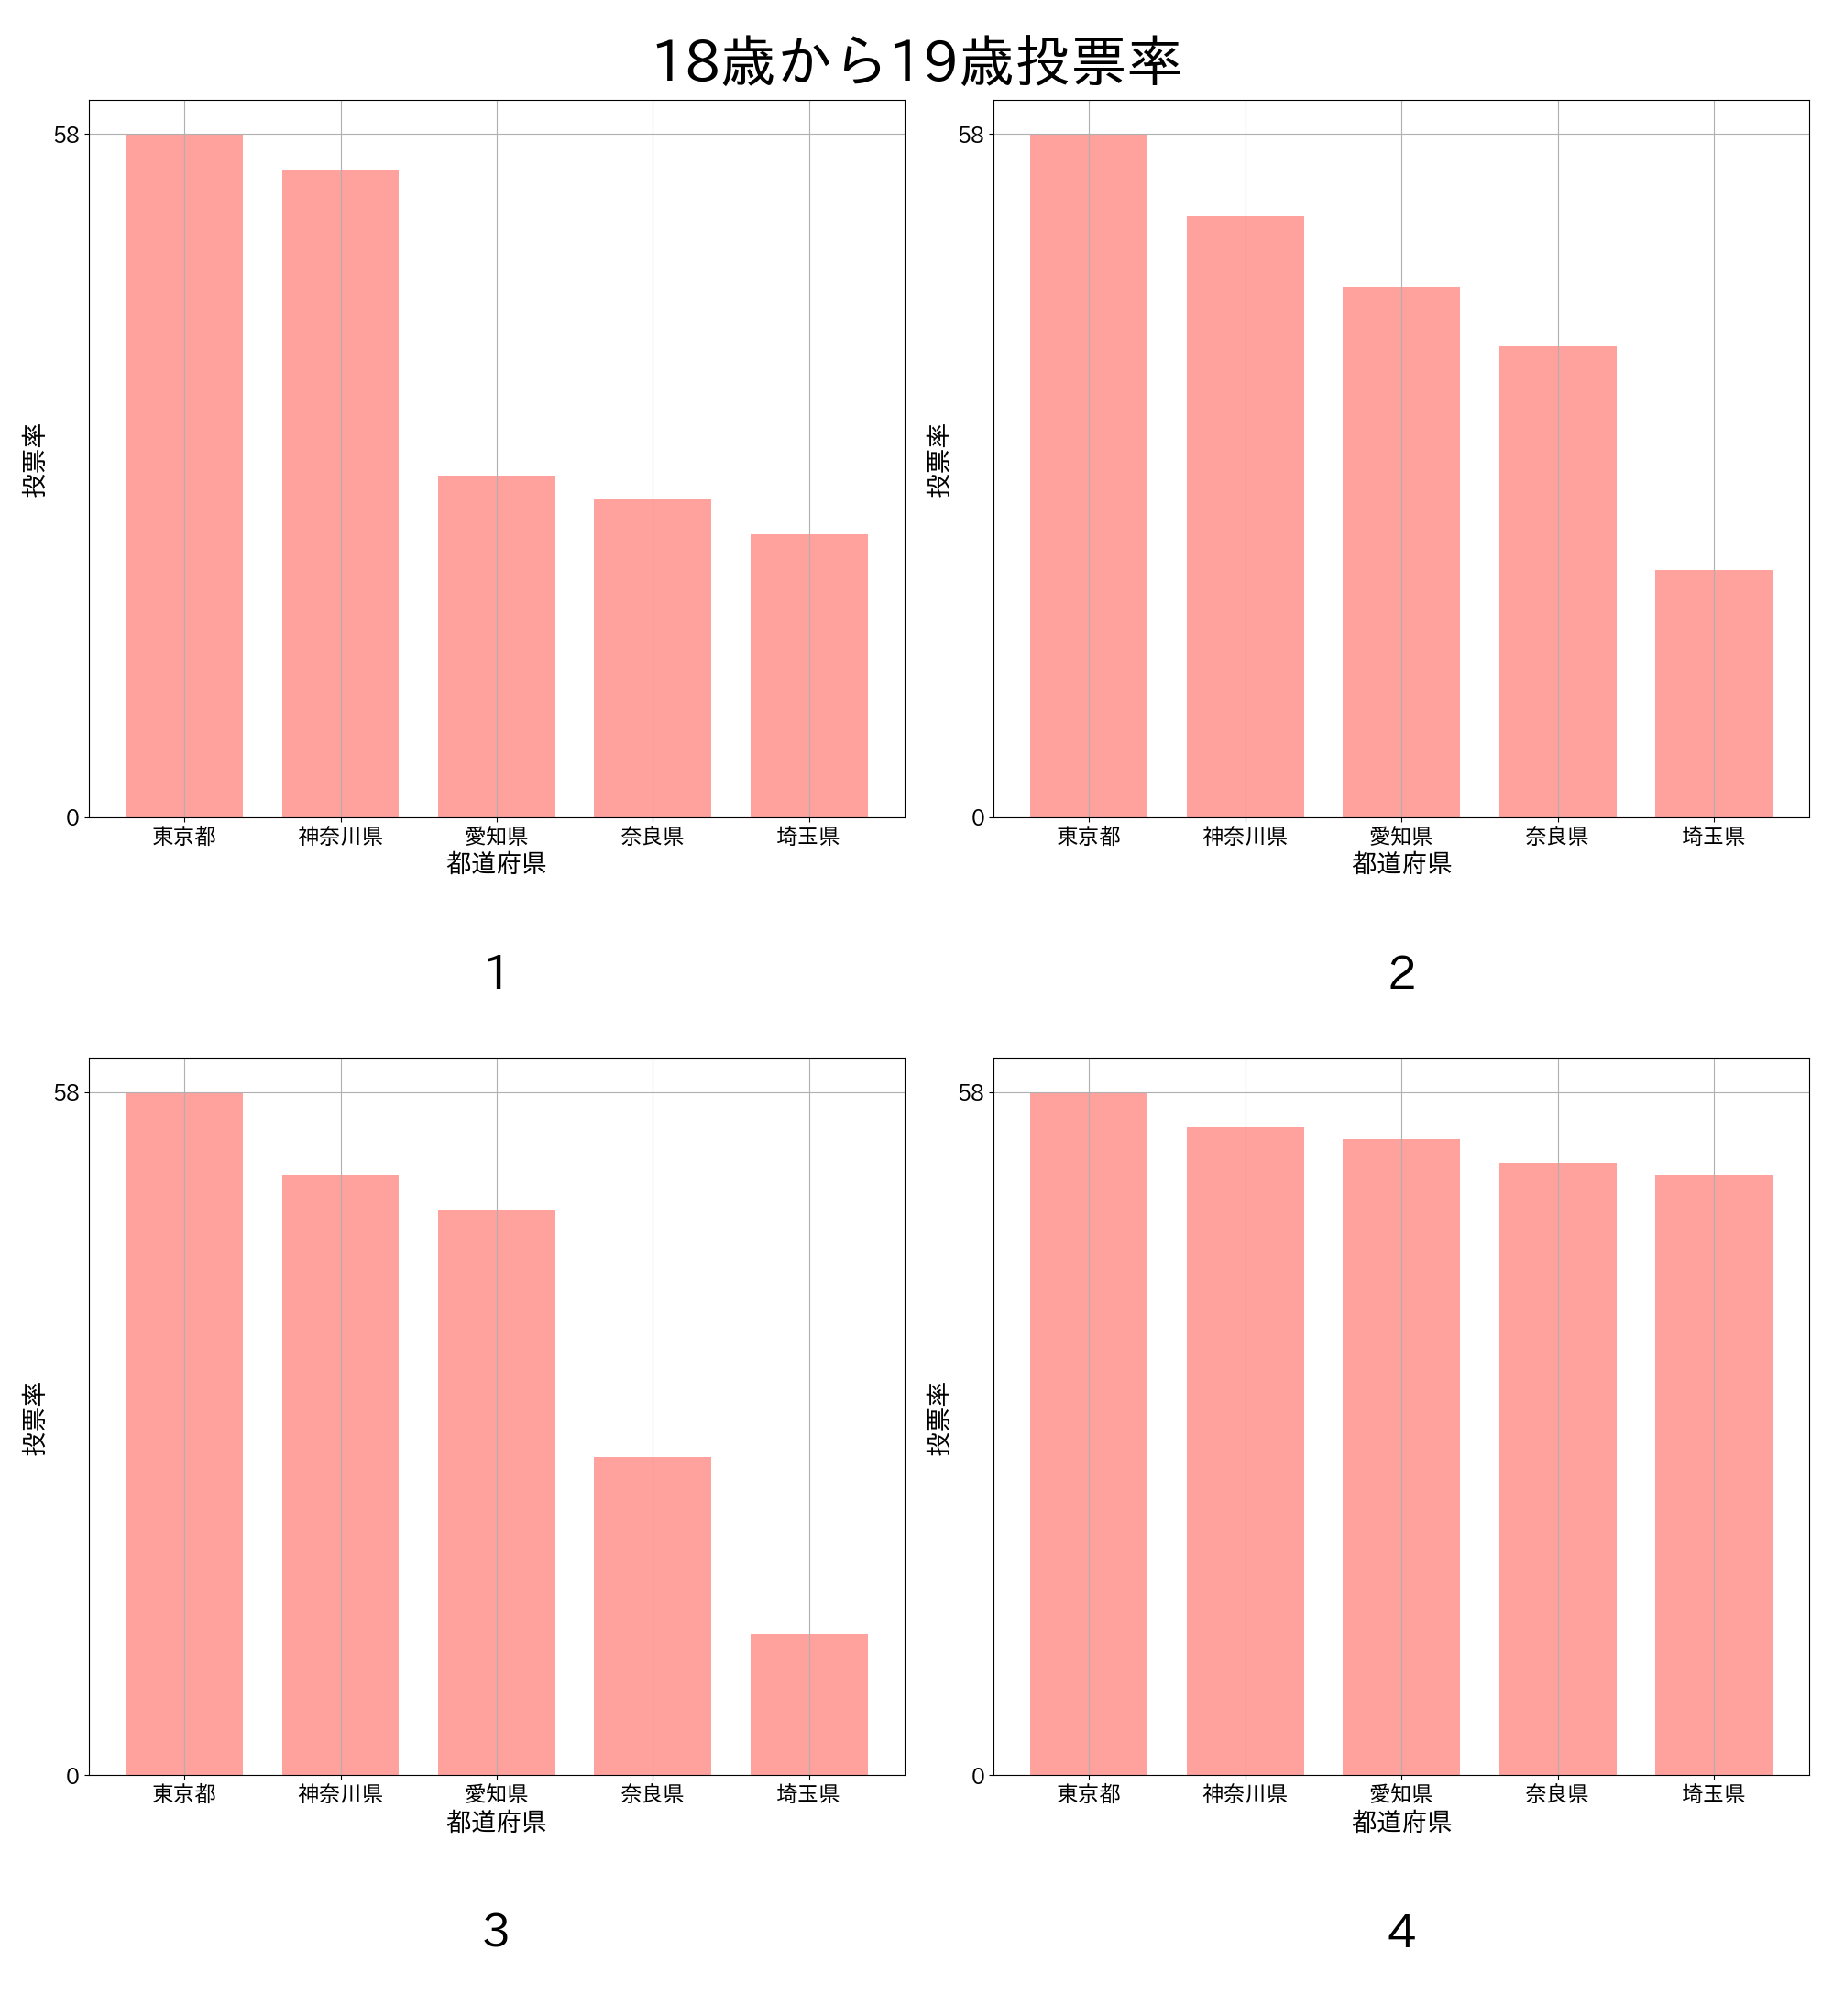 18歳から19歳投票率
58
0
投票率
東京都 神奈川県 愛知県 奈良県 埼玉県
都道府県
1
58
0
投票率
東京都 神奈川県 愛知県 奈良県 埼玉県
都道府県
2
58
0
投票率
東京都 神奈川県 愛知県 奈良県 埼玉県
都道府県
3
58
0
投票率
東京都 神奈川県 愛知県 奈良県 埼玉県
都道府県
4